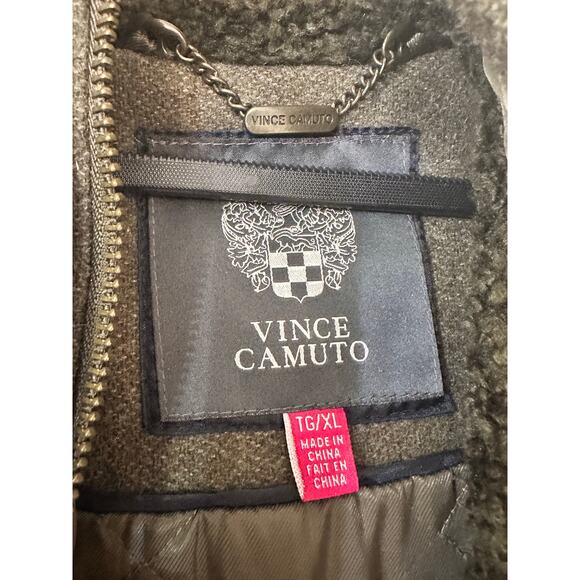 VINCE CAMUTO
VINCE
CAMUTO
TG/XL
MADE IN
CHINA
FAIT EN
CHINA